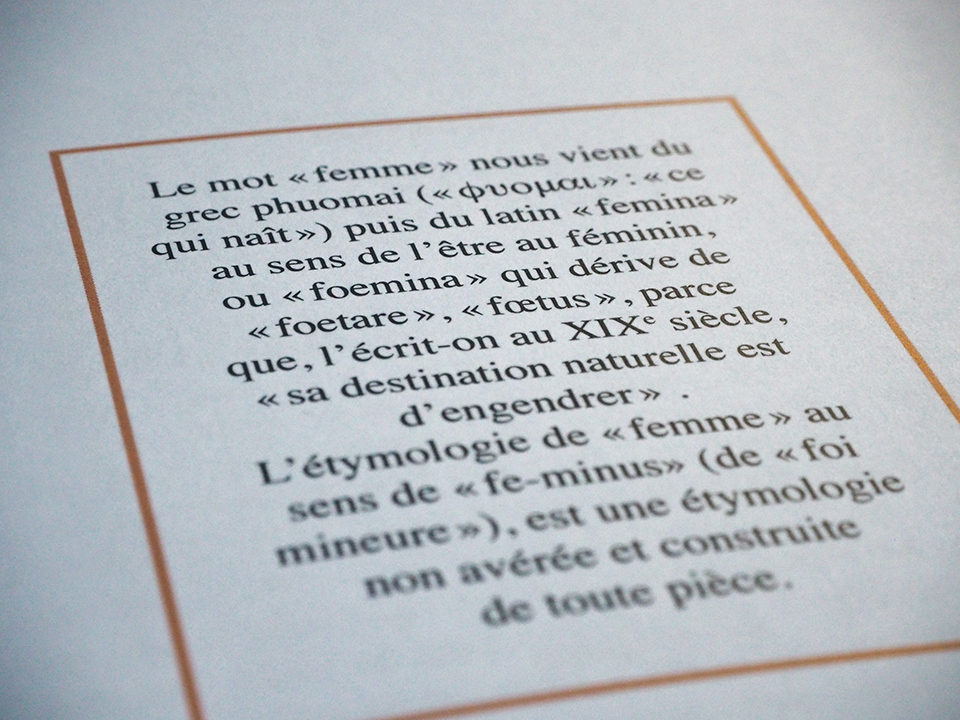 Le mot « femme » nous vient du
grec phuomai (« φυομαι » : « ce
qui naît ») puis du latin « femina »
au sens de l’être au féminin,
ou « foemina » qui dérive de
« foetare », « fœtus », parce
que, l’écrit-on au XIXe siècle,
« sa destination naturelle est
d’engendrer » .
L’étymologie de « femme » au
sens de « fe-minus» (de « foi
mineure »), est une étymologie
non avérée et construite
de toute pièce.